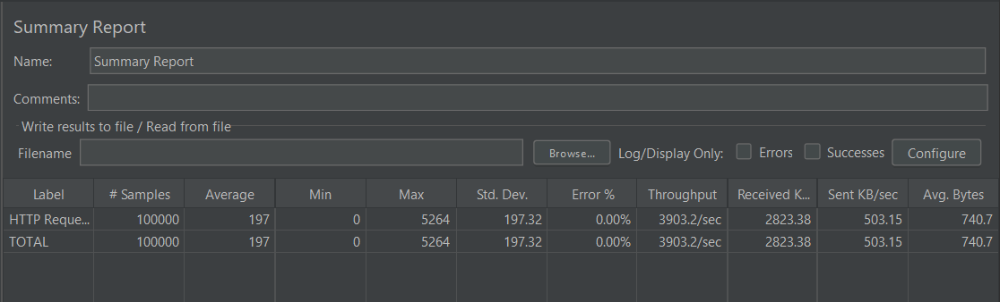 Summary Report
Name: Summary Report
Comments:
Write results to file / Read from file
Filename Browse... Log/Display Only: Errors Successes Configure
Label # Samples Average Min Max Std. Dev. Error % Throughput Received K... Sent KB/sec Avg. Bytes
HTTP Reque... 100000 197 0 5264 197.32 0.00% 3903.2/sec 2823.38 503.15 740.7
TOTAL 100000 197 0 5264 197.32 0.00% 3903.2/sec 2823.38 503.15 740.7